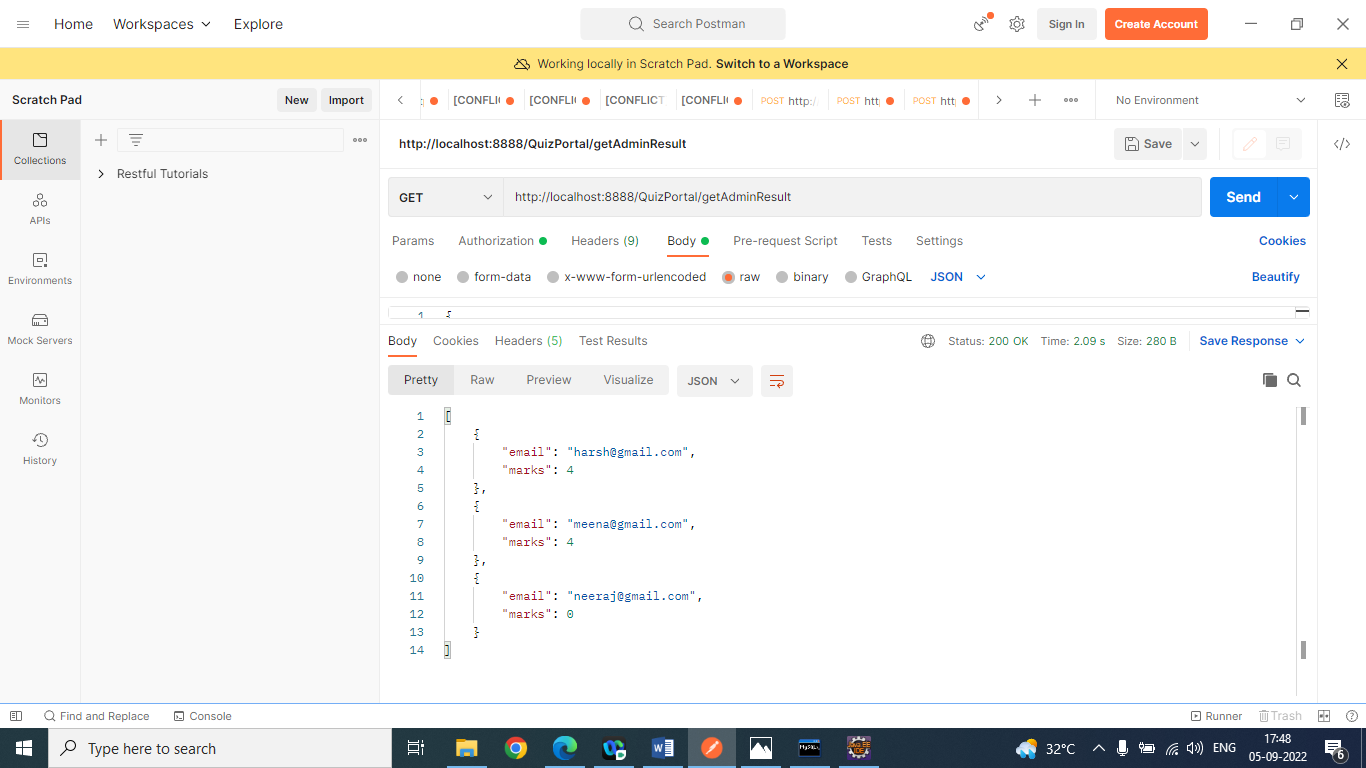 Home Workspaces Explore Search Postman Sign In Create Account
Working locally in Scratch Pad. Switch to a Workspace
Scratch Pad New Import [CONFLI [CONFLI [CONFLICT [CONFLI POST http:/ POST htt POST htt No Environment
Collections
APIs
Environments
Mock Servers
Monitors
History
Restful Tutorials
http://localhost:8888/QuizPortal/getAdminResult Save
GET http://localhost:8888/QuizPortal/getAdminResult Send
Params Authorization Headers (9) Body Pre-request Script Tests Settings Cookies
none form-data x-www-form-urlencoded raw binary GraphQL JSON Beautify
1 {
Body Cookies Headers (5) Test Results Status: 200 OK Time: 2.09 s Size: 280 B Save Response
Pretty Raw Preview Visualize JSON
1 [
2 {
3 "email": "harsh@gmail.com",
4 "marks": 4
5 },
6 {
7 "email": "meena@gmail.com",
8 "marks": 4
9 },
10 {
11 "email": "neeraj@gmail.com",
12 "marks": 0
13 }
14 ]
Find and Replace Console Runner Trash
Type here to search 32°C ENG 17:48
05-09-2022 6